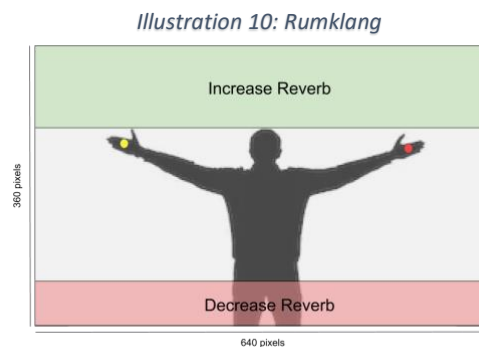 Illustration 10: Rumklang
Increase Reverb
360 pixels
Decrease Reverb
640 pixels